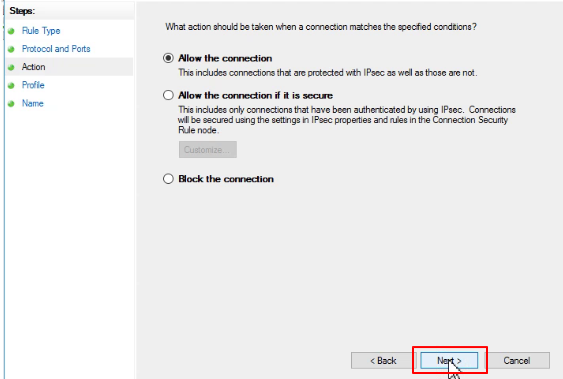 Steps:
Rule Type
Protocol and Ports
Action
Profile
Name
What action should be taken when a connection matches the specified conditions?
Allow the connection
This includes connections that are protected with IPsec as well as those are not.
Allow the connection if it is secure
This includes only connections that have been authenticated by using IPsec. Connections
will be secured using the settings in IPsec properties and rules in the Connection Security
Rule node.
Customize...
Block the connection
< Back
Next >
Cancel